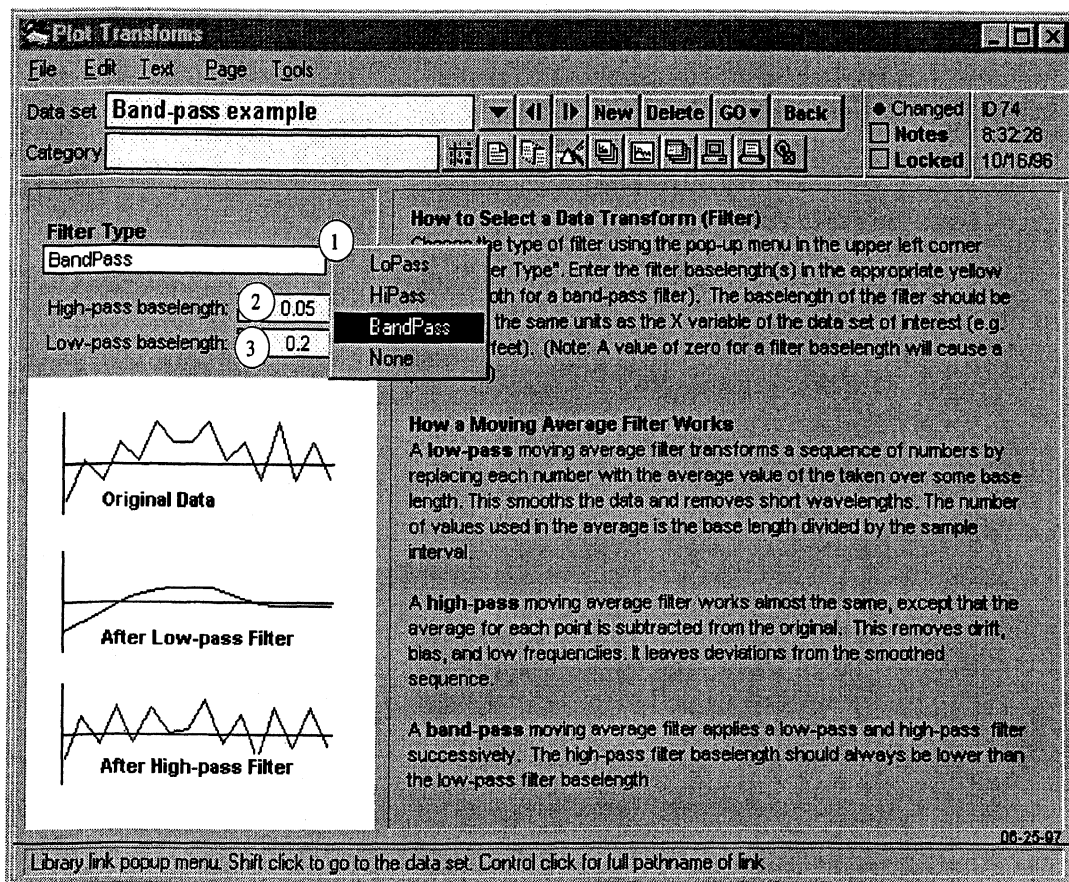 Plot Transforms
File Edit Text Page Tools
Data set Band-pass example New Delete GO Back Changed ID 74
Notes 8:32:28
Category Locked 10/16/96
Filter Type
1
BandPass
High-pass baselength: 2 0.05
Low-pass baselength: 3 0.2
LoPass
HiPass
BandPass
None
Original Data
After Low-pass Filter
After High-pass Filter
How to Select a Data Transform (Filter)
the type of filter using the pop-up menu in the upper left corner
er Type". Enter the filter baselength(s) in the appropriate yellow
oth for a band-pass filter). The baselength of the filter should be
the same units as the X variable of the data set of interest (e.g.
feet). (Note: A value of zero for a filter baselength will cause a
)
How a Moving Average Filter Works
A low-pass moving average filter transforms a sequence of numbers by
replacing each number with the average value of the taken over some base
length. This smooths the data and removes short wavelengths. The number
of values used in the average is the base length divided by the sample
interval.
A high-pass moving average filter works almost the same, except that the
average for each point is subtracted from the original. This removes drift,
bias, and low frequencies. It leaves deviations from the smoothed
sequence.
A band-pass moving average filter applies a low-pass and high-pass filter
successively. The high-pass filter baselength should always be lower than
the low-pass filter baselength
06-25-97
Library link popup menu. Shift click to go to the data set. Control click for full pathname of link